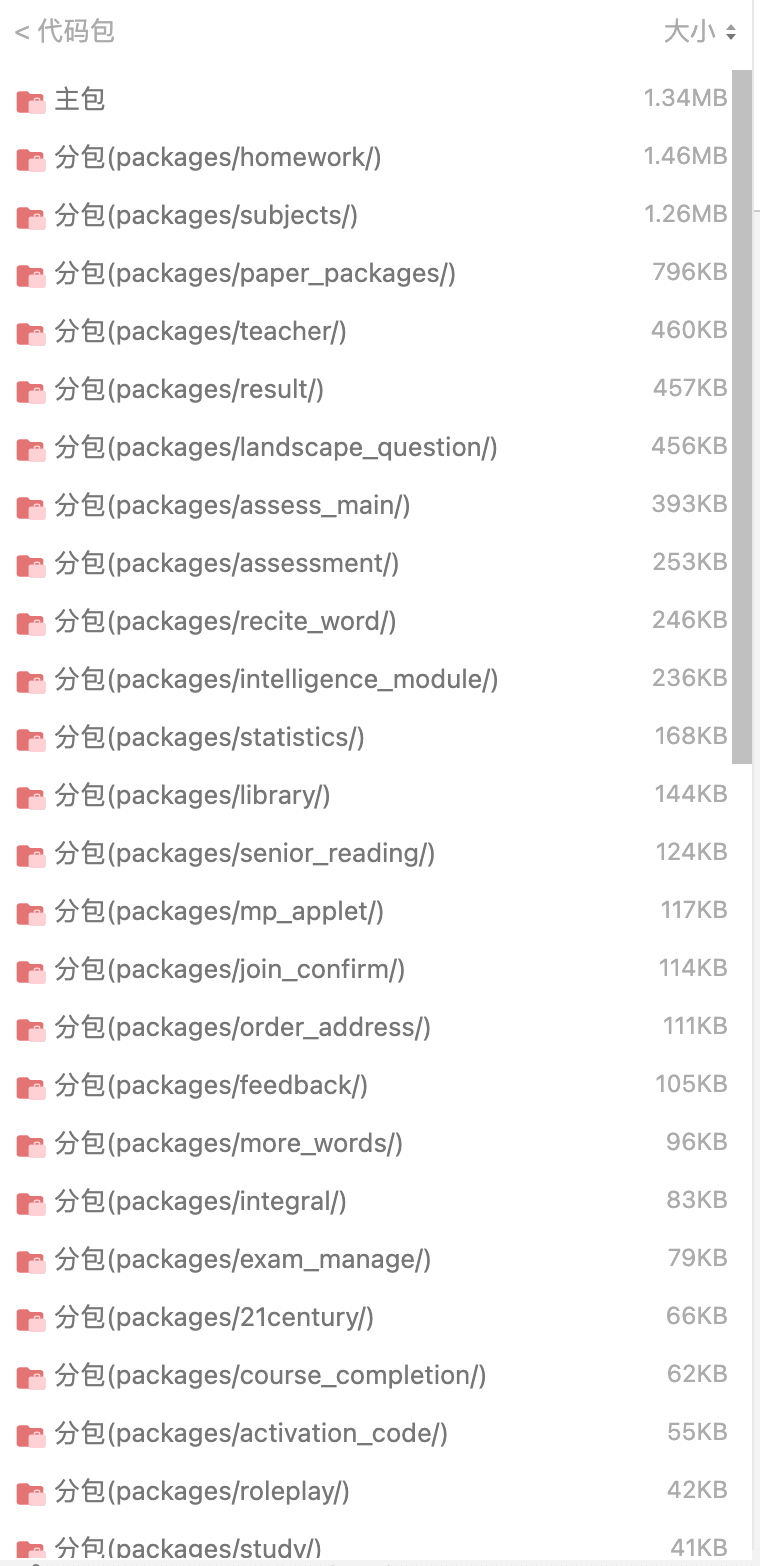 < 代码包 大小
主包 1.34MB
分包(packages/homework/) 1.46MB
分包(packages/subjects/) 1.26MB
分包(packages/paper_packages/) 796KB
分包(packages/teacher/) 460KB
分包(packages/result/) 457KB
分包(packages/landscape_question/) 456KB
分包(packages/assess_main/) 393KB
分包(packages/assessment/) 253KB
分包(packages/recite_word/) 246KB
分包(packages/intelligence_module/) 236KB
分包(packages/statistics/) 168KB
分包(packages/library/) 144KB
分包(packages/senior_reading/) 124KB
分包(packages/mp_applet/) 117KB
分包(packages/join_confirm/) 114KB
分包(packages/order_address/) 111KB
分包(packages/feedback/) 105KB
分包(packages/more_words/) 96KB
分包(packages/integral/) 83KB
分包(packages/exam_manage/) 79KB
分包(packages/21century/) 66KB
分包(packages/course_completion/) 62KB
分包(packages/activation_code/) 55KB
分包(packages/roleplay/) 42KB
分包(packages/study/) 41KB